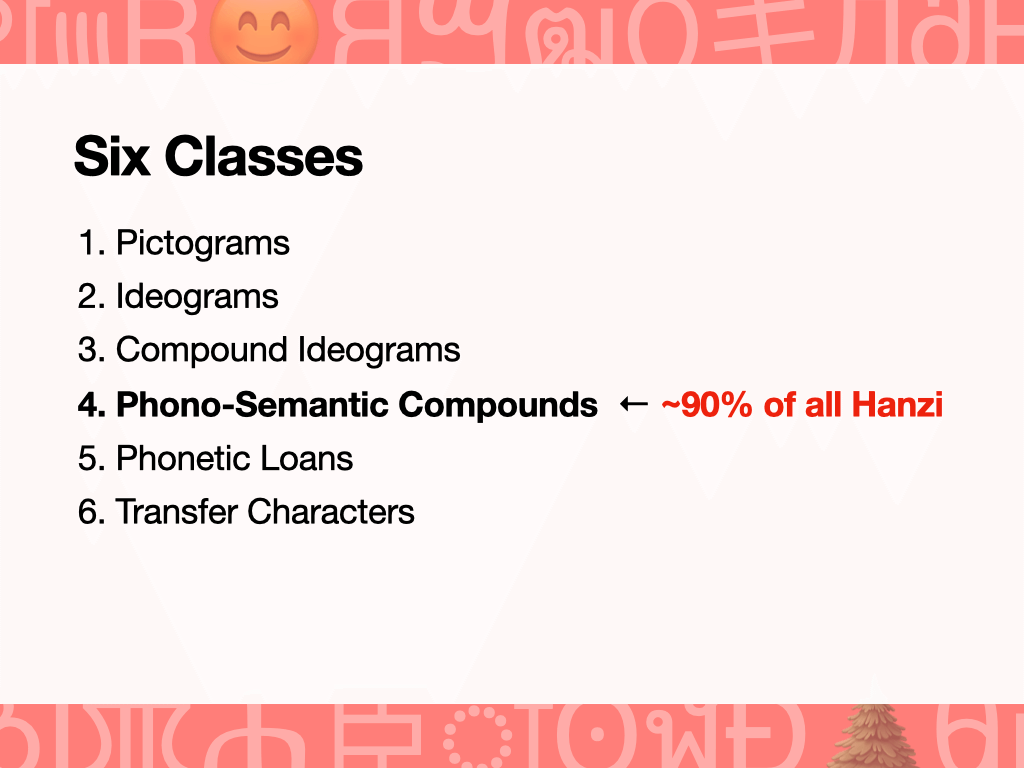 Six Classes
1. Pictograms
2. Ideograms
3. Compound Ideograms
4. Phono-Semantic Compounds ← ~90% of all Hanzi
5. Phonetic Loans
6. Transfer Characters